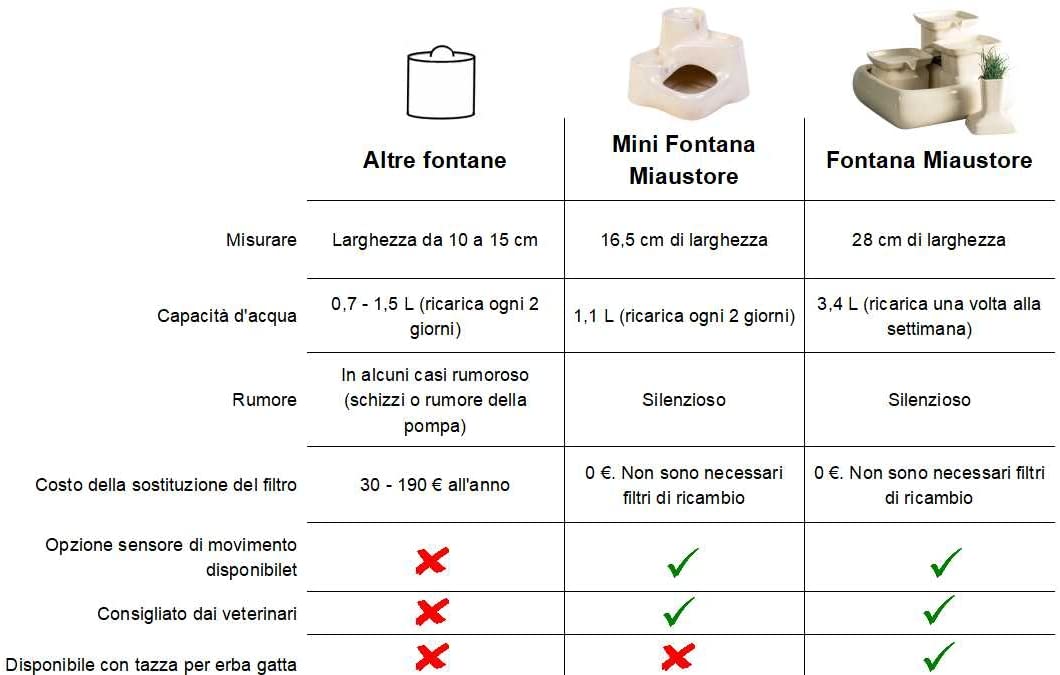 Altre fontane
Mini Fontana
Miaustore
Fontana Miaustore
Misurare
Larghezza da 10 a 15 cm
16,5 cm di larghezza
28 cm di larghezza
Capacità d'acqua
0,7 - 1,5 L (ricarica ogni 2
giorni)
1,1 L (ricarica ogni 2 giorni)
3,4 L (ricarica una volta alla
settimana)
Rumore
In alcuni casi rumoroso
(schizzi o rumore della
pompa)
Silenzioso
Silenzioso
Costo della sostituzione del filtro
30 - 190 € all'anno
0 €. Non sono necessari
filtri di ricambio
0 €. Non sono necessari filtri
di ricambio
Opzione sensore di movimento
disponibilet
Consigliato dai veterinari
Disponibile con tazza per erba gatta